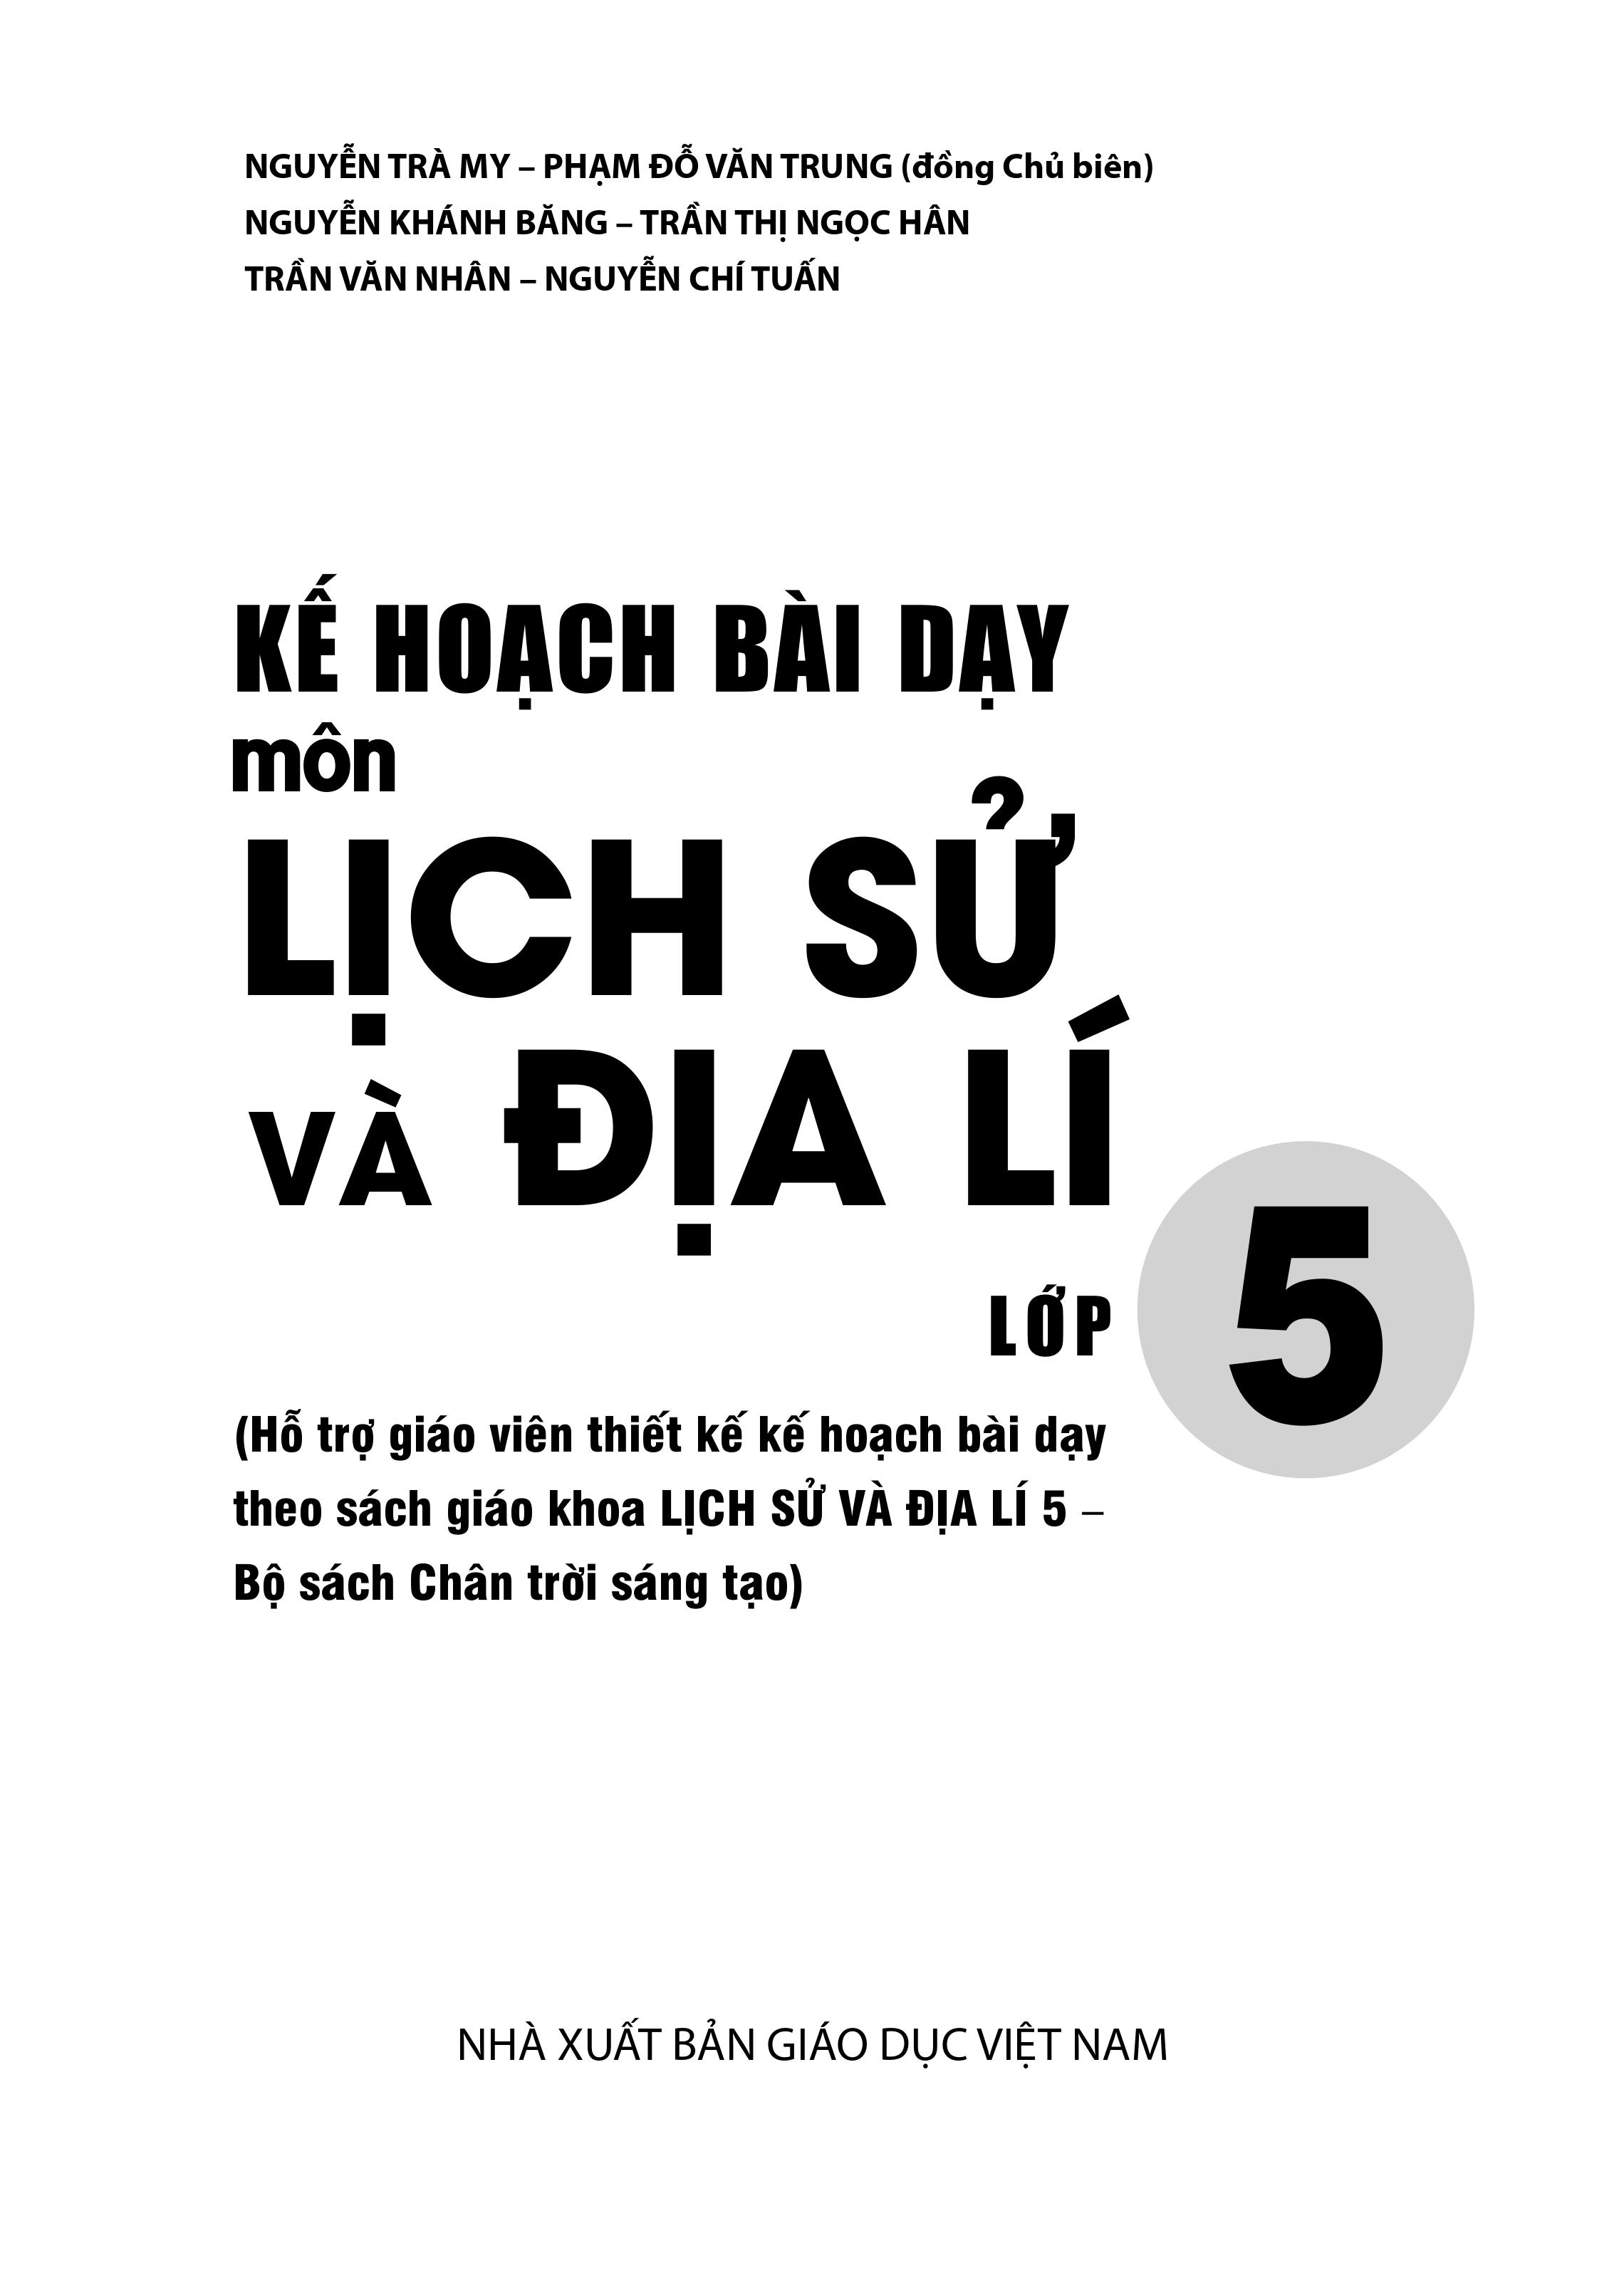 NGUYỄN TRÀ MY – PHẠM ĐỖ VĂN TRUNG (đồng Chủ biên)
NGUYỄN KHÁNH BĂNG – TRẦN THỊ NGỌC HÂN
TRẦN VĂN NHÂN – NGUYỄN CHÍ TUẤN
KẾ HOẠCH BÀI DẠY
môn
LỊCH SỬ
VÀ ĐỊA LÍ
LỚP 5
(Hỗ trợ giáo viên thiết kế kế hoạch bài dạy
theo sách giáo khoa LỊCH SỬ VÀ ĐỊA LÍ 5 –
Bộ sách Chân trời sáng tạo)
NHÀ XUẤT BẢN GIÁO DỤC VIỆT NAM